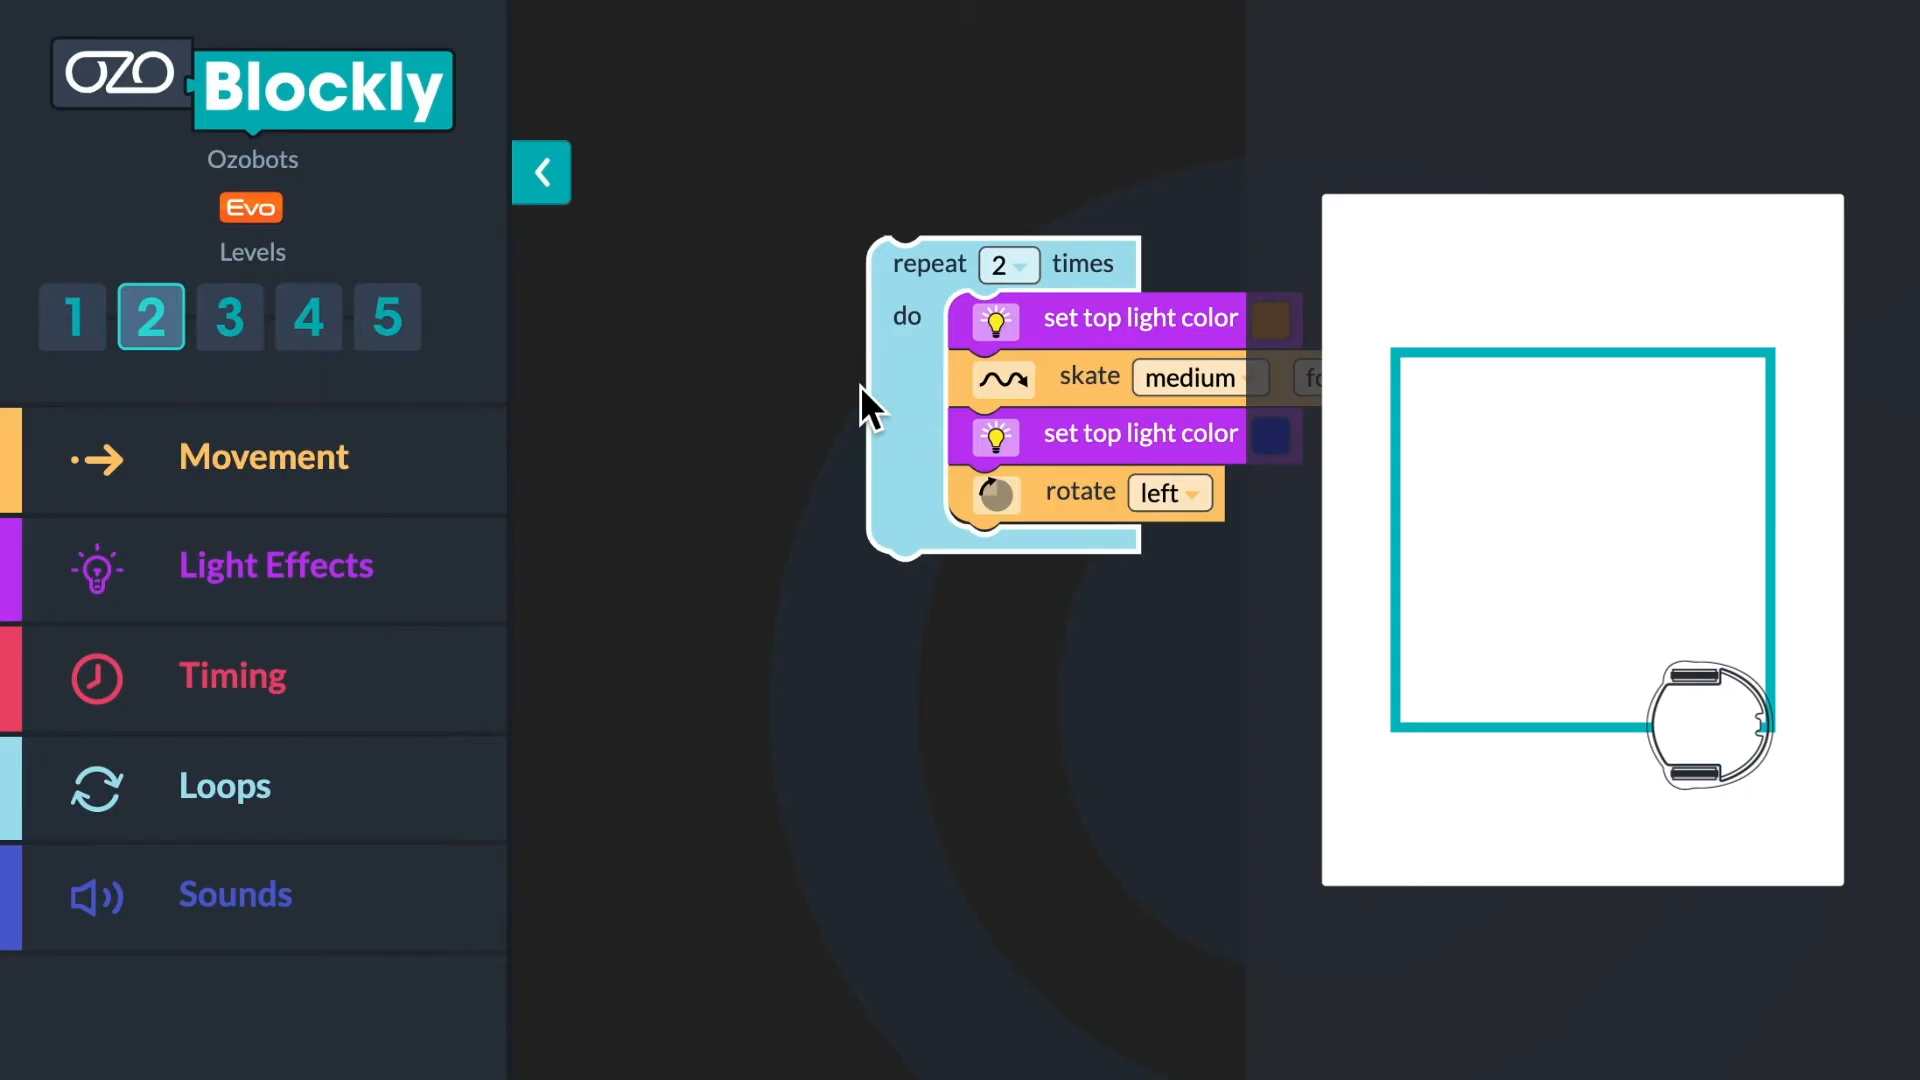 OZO Blockly
Ozobots
Evo
Levels
1 2 3 4 5
Movement
Light Effects
Timing
Loops
Sounds
repeat 2 times
do
set top light color
skate medium
set top light color
rotate left